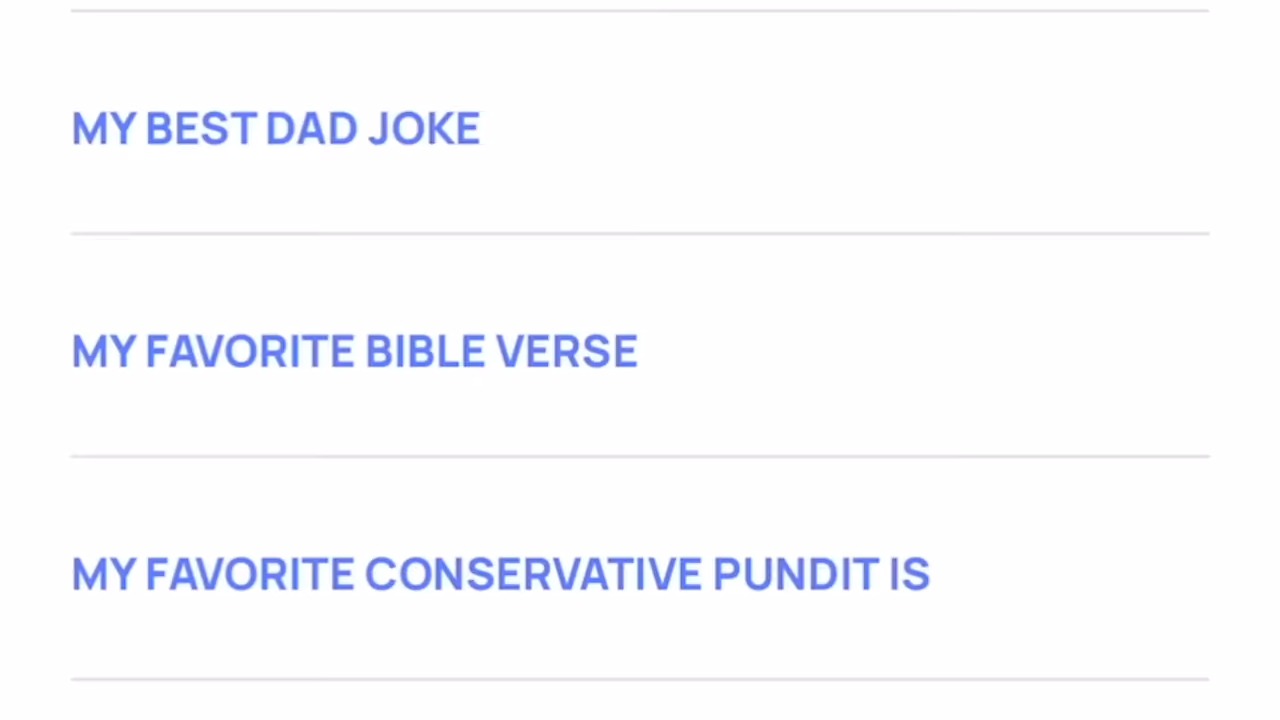 MY BEST DAD JOKE
MY FAVORITE BIBLE VERSE
MY FAVORITE CONSERVATIVE PUNDIT IS